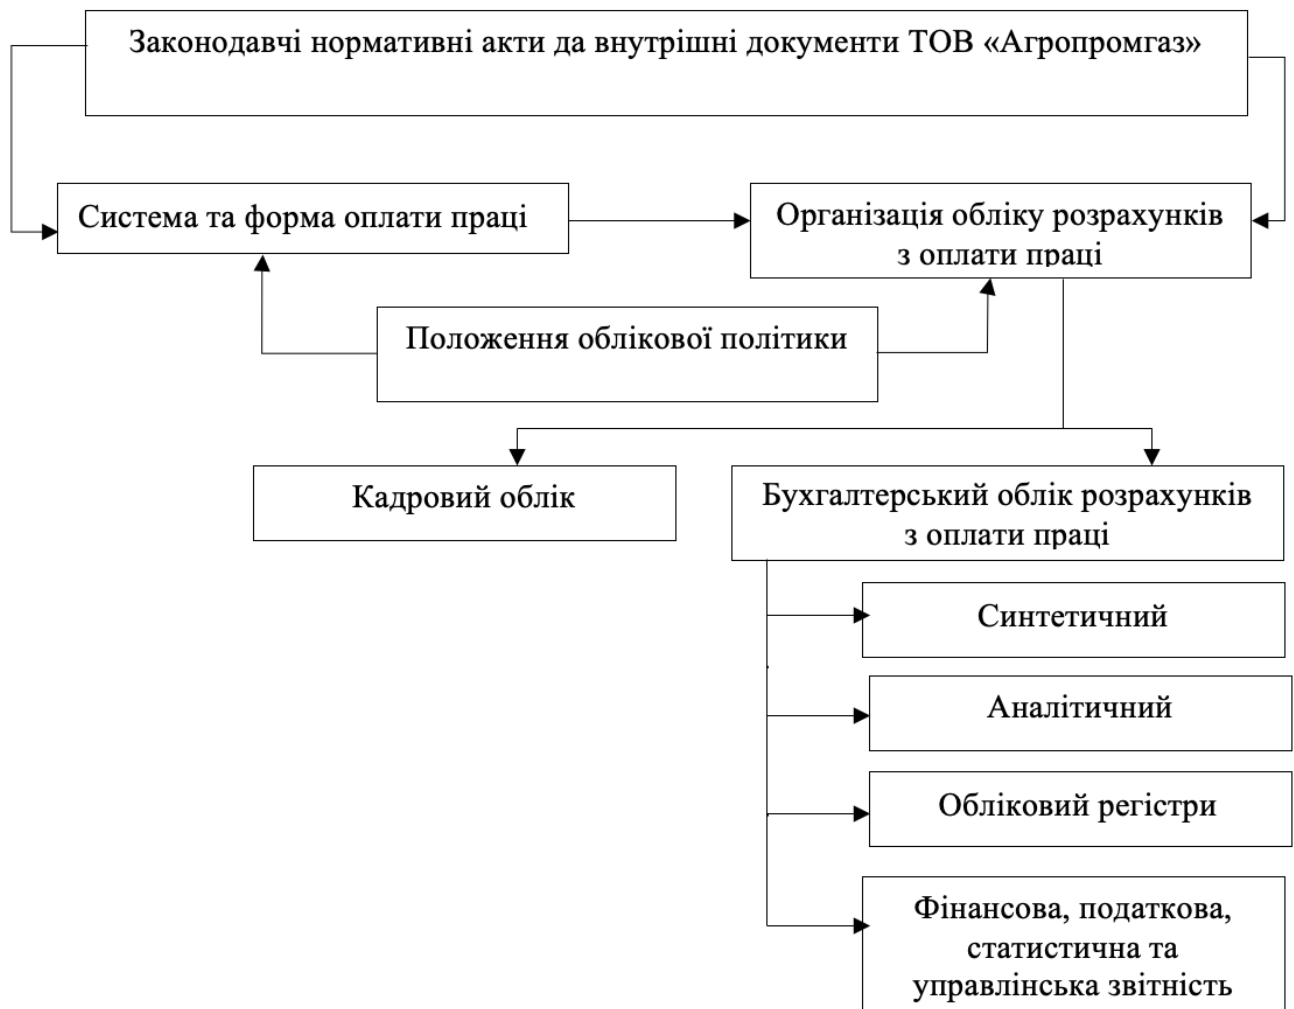 Законодавчі нормативні акти да внутрішні документи ТОВ «Агропромгаз»
Система та форма оплати праці
Організація обліку розрахунків
з оплати праці
Положення облікової політики
Кадровий облік
Бухгалтерський облік розрахунків
з оплати праці
Синтетичний
Аналітичний
Обліковий регістри
Фінансова, податкова,
статистична та
управлінська звітність